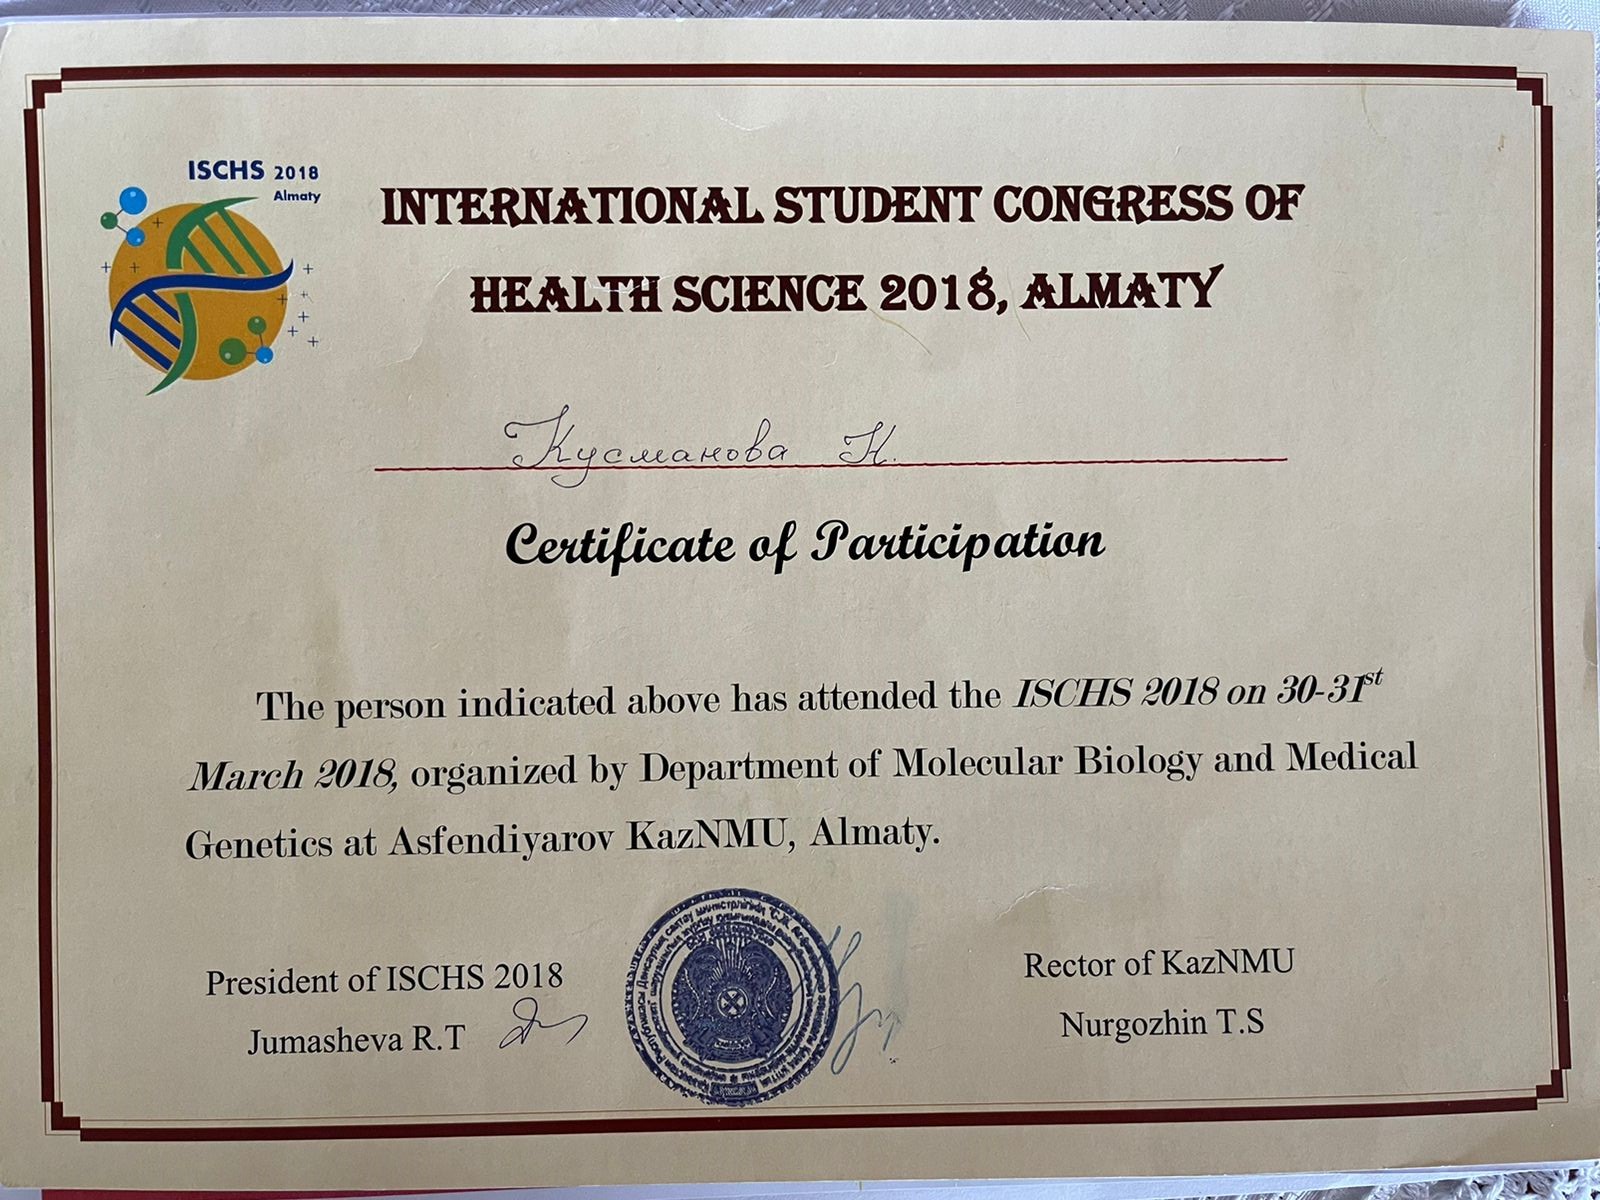 ISCHS 2018
Almaty
INTERNATIONAL STUDENT CONGRESS OF
HEALTH SCIENCE 2018, ALMATY
Кусманова К.
Certificate of Participation
The person indicated above has attended the ISCHS 2018 on 30-31st
March 2018, organized by Department of Molecular Biology and Medical
Genetics at Asfendiyarov KazNMU, Almaty.
President of ISCHS 2018
Jumasheva R.T
Rector of KazNMU
Nurgozhin T.S